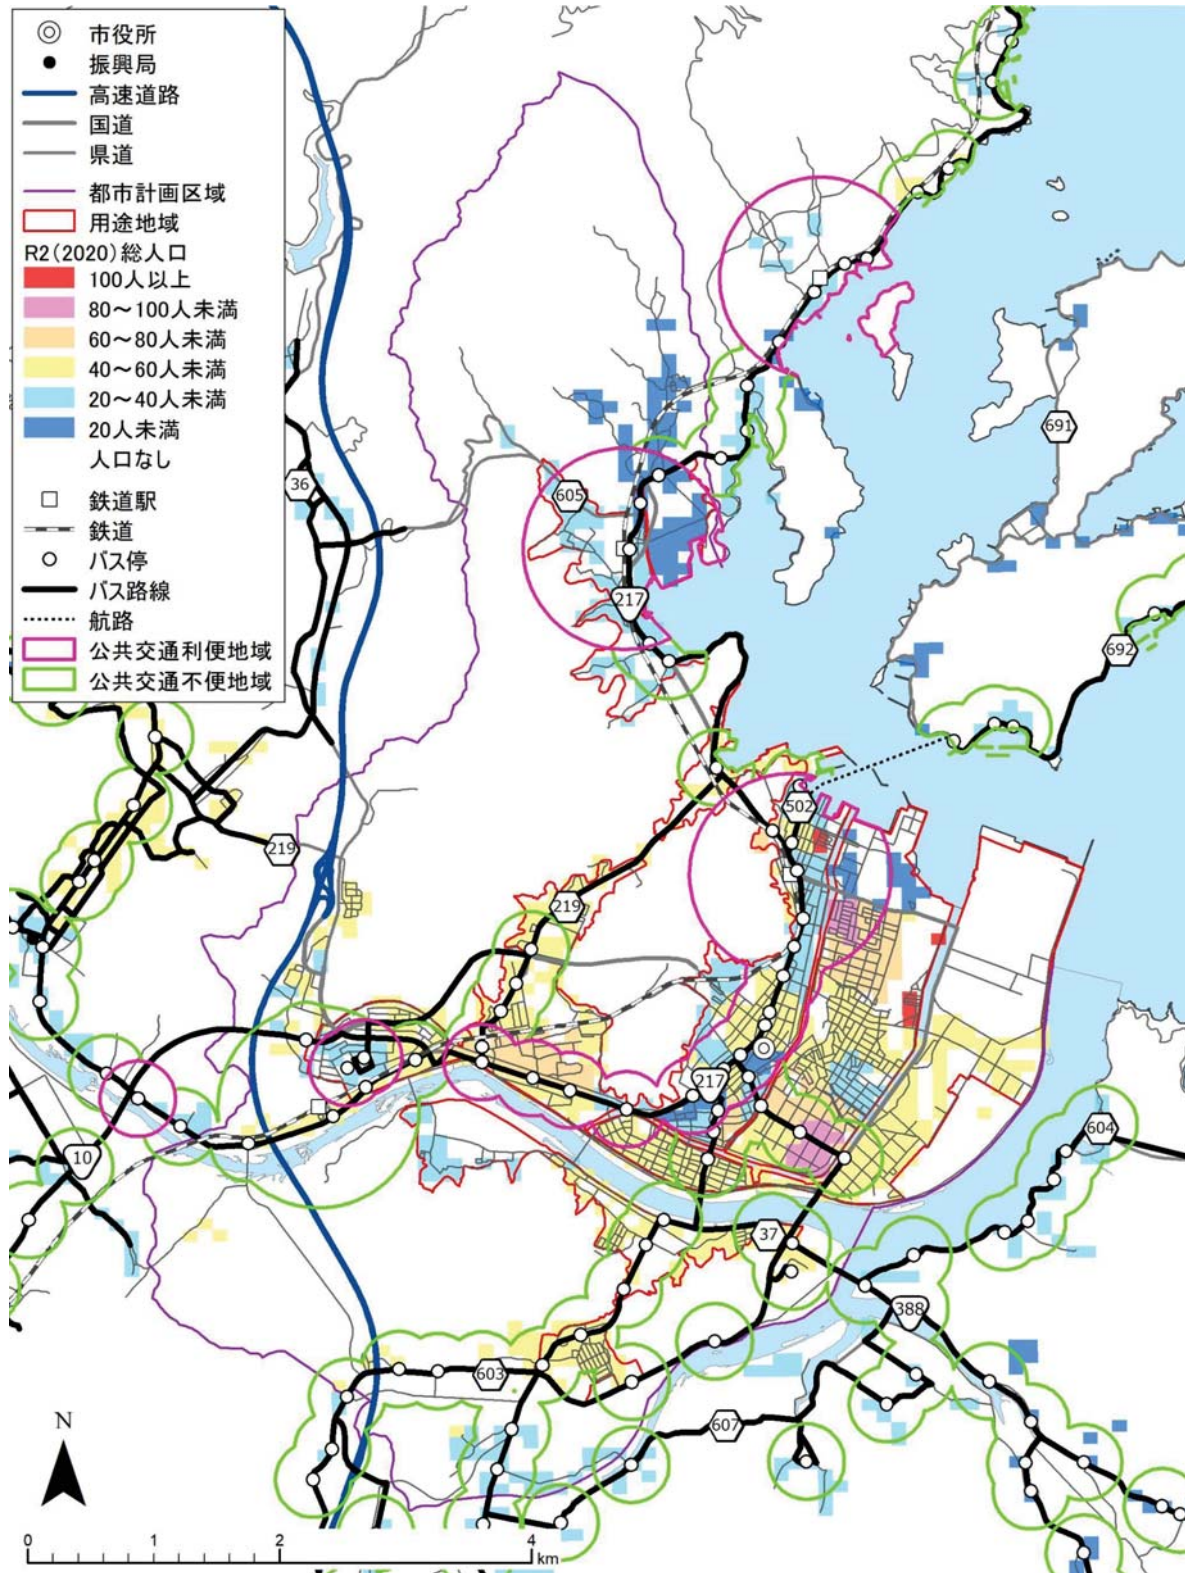 市役所
振興局
高速道路
国道
県道
都市計画区域
用途地域
R2(2020)総人口
100人以上
80～100人未満
60～80人未満
40～60人未満
20～40人未満
20人未満
人口なし
鉄道駅
鉄道
バス停
バス路線
航路
公共交通利便地域
公共交通不便地域
691
36
605
217
692
502
219
219
217
604
10
37
388
603
607
N
0 1 2 4
km